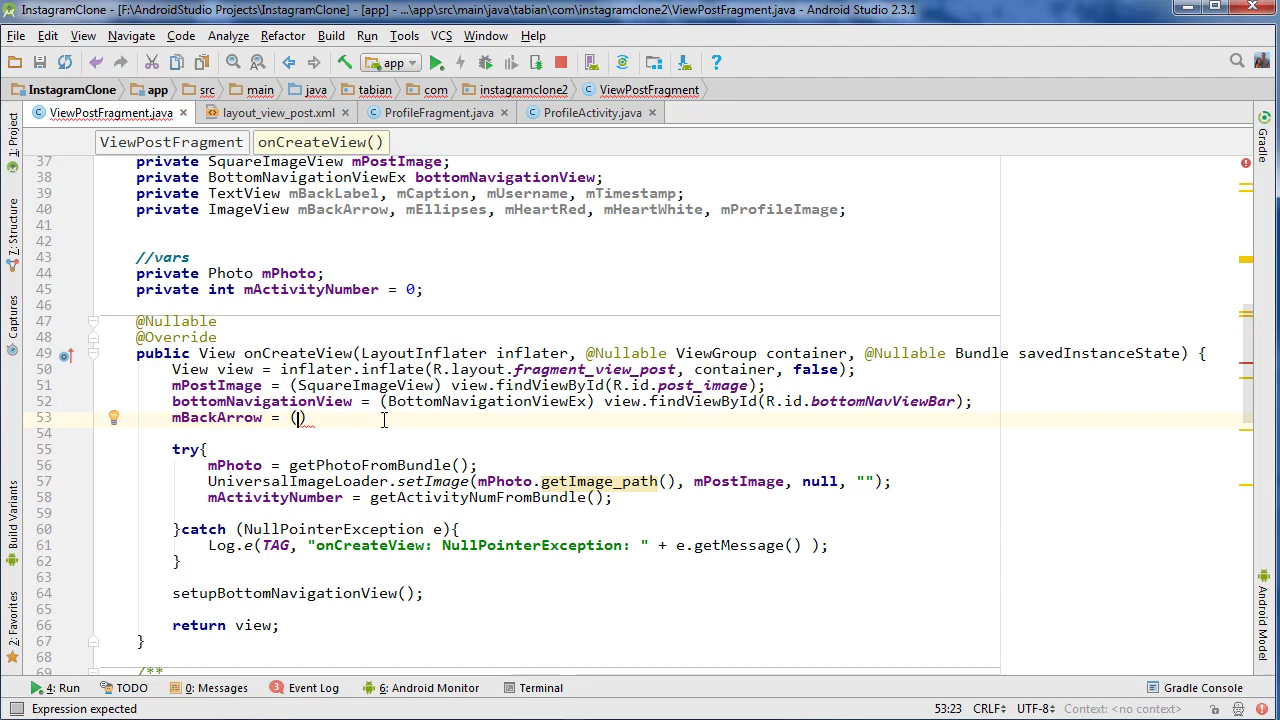 InstagramClone - [F:\AndroidStudio Projects\InstagramClone] - [app] - ...\app\src\main\java\tabian\com\instagramclone2\ViewPostFragment.java - Android Studio 2.3.1
File Edit View Navigate Code Analyze Refactor Build Run Tools VCS Window Help
app
InstagramClone app src main java tabian com instagramclone2 ViewPostFragment
ViewPostFragment.java layout_view_post.xml ProfileFragment.java ProfileActivity.java
ViewPostFragment onCreateView()
1: Project
7: Structure
Captures
Build Variants
2: Favorites
37 private SquareImageView mPostImage;
38 private BottomNavigationViewEx bottomNavigationView;
39 private TextView mBackLabel, mCaption, mUsername, mTimestamp;
40 private ImageView mBackArrow, mEllipses, mHeartRed, mHeartWhite, mProfileImage;
41
42
43 //vars
44 private Photo mPhoto;
45 private int mActivityNumber = 0;
46
47 @Nullable
48 @Override
49 public View onCreateView(LayoutInflater inflater, @Nullable ViewGroup container, @Nullable Bundle savedInstanceState) {
50 View view = inflater.inflate(R.layout.fragment_view_post, container, false);
51 mPostImage = (SquareImageView) view.findViewById(R.id.post_image);
52 bottomNavigationView = (BottomNavigationViewEx) view.findViewById(R.id.bottomNavViewBar);
53 mBackArrow = ()
54
55 try{
56 mPhoto = getPhotoFromBundle();
57 UniversalImageLoader.setImage(mPhoto.getImage_path(), mPostImage, null, "");
58 mActivityNumber = getActivityNumFromBundle();
59
60 }catch (NullPointerException e){
61 Log.e(TAG, "onCreateView: NullPointerException: " + e.getMessage() );
62 }
63
64 setupBottomNavigationView();
65
66 return view;
67 }
68
69 /**
Gradle
Android Model
4: Run TODO 0: Messages 3 Event Log 6: Android Monitor Terminal Gradle Console
Expression expected 53:23 CRLF UTF-8 Context: <no context>